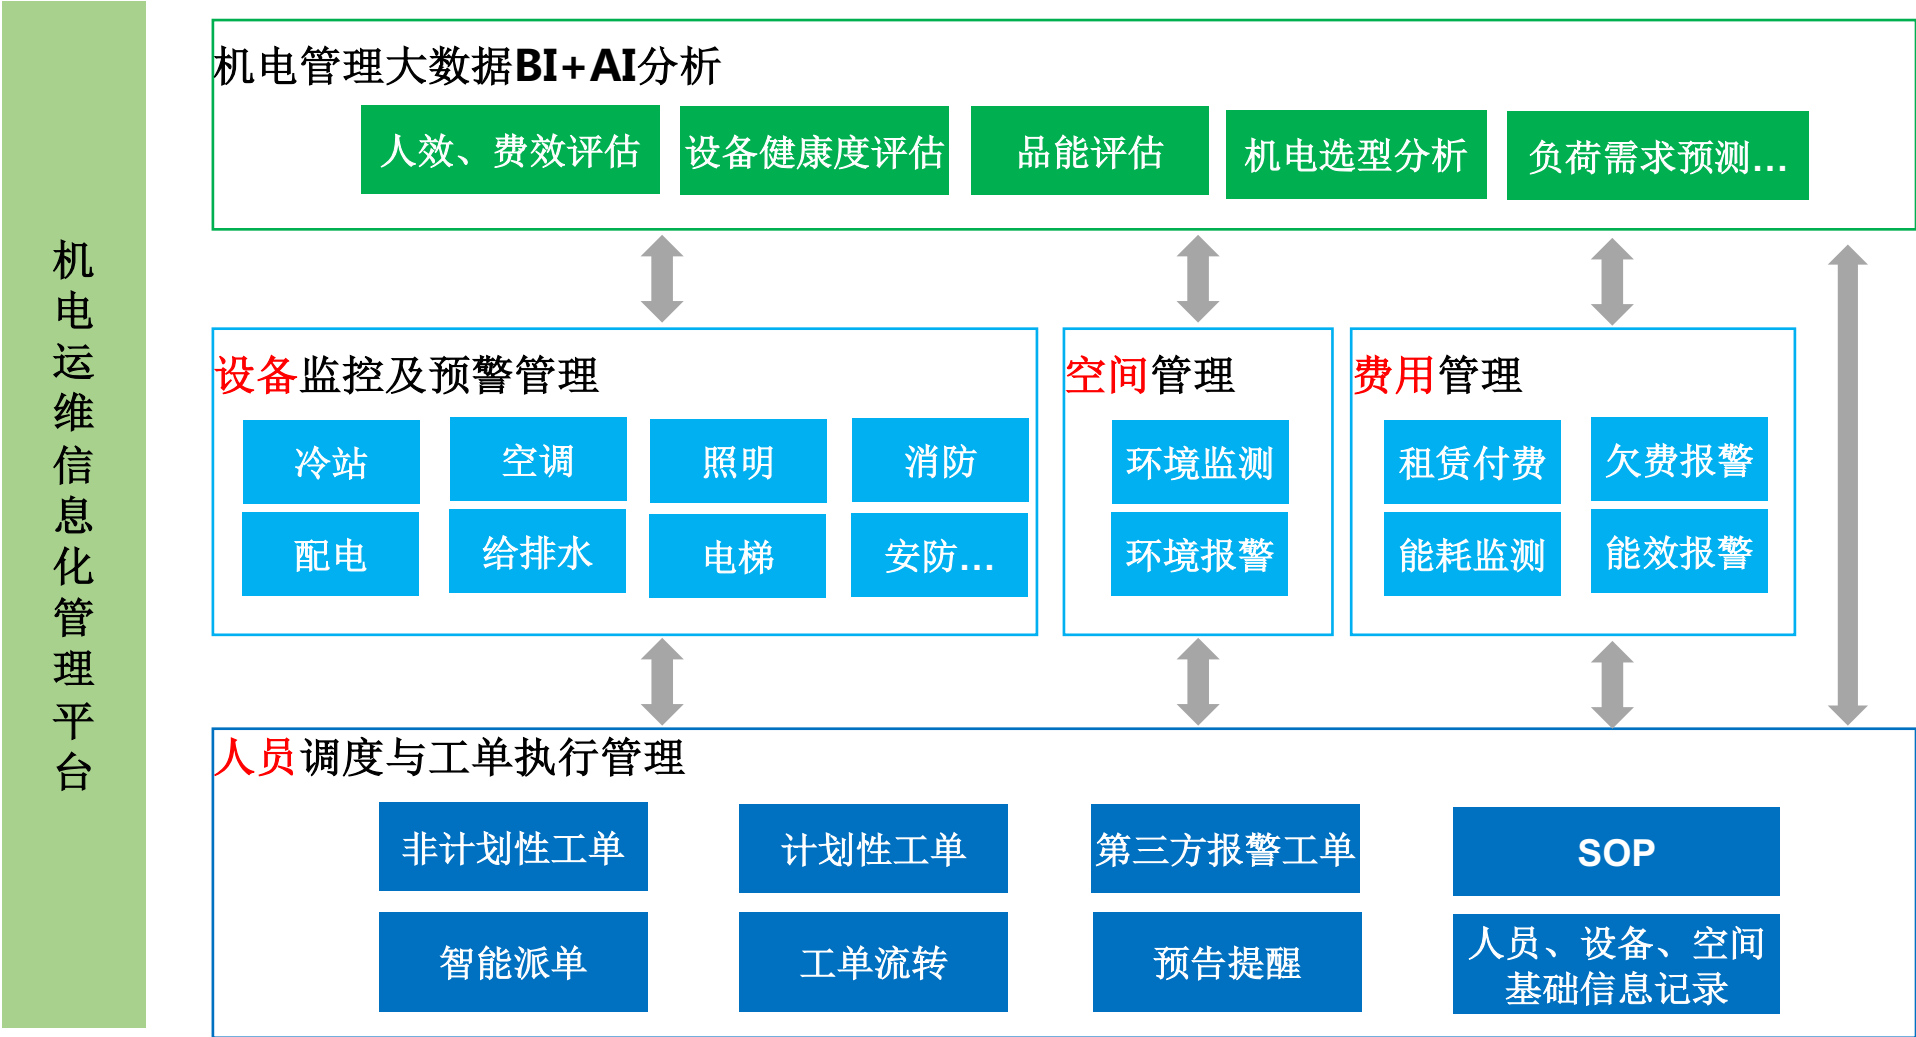 机电运维信息化管理平台
机电管理大数据BI+AI分析
人效、费效评估
设备健康度评估
品能评估
机电选型分析
负荷需求预测...
设备监控及预警管理
冷站
空调
照明
消防
配电
给排水
电梯
安防...
空间管理
环境监测
环境报警
费用管理
租赁付费
欠费报警
能耗监测
能效报警
人员调度与工单执行管理
非计划性工单
计划性工单
第三方报警工单
SOP
智能派单
工单流转
预告提醒
人员、设备、空间
基础信息记录